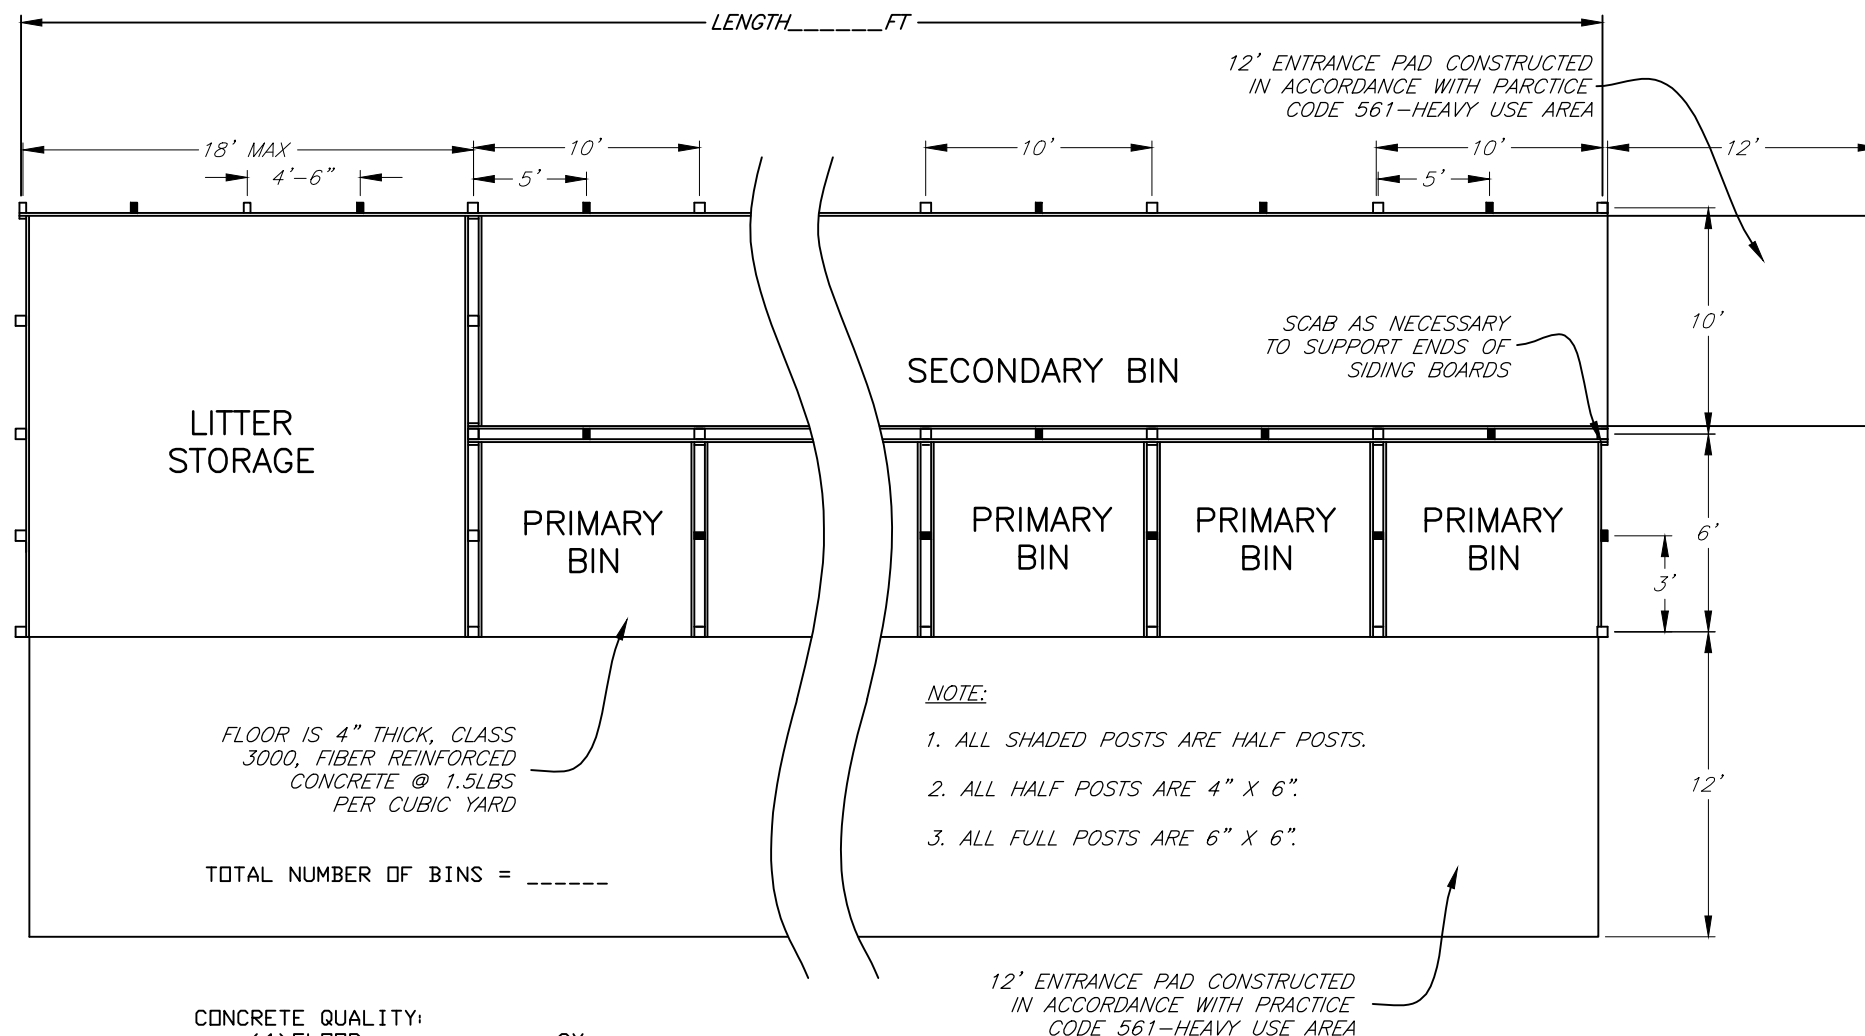 LENGTH______FT
12' ENTRANCE PAD CONSTRUCTED
IN ACCORDANCE WITH PARCTICE
CODE 561-HEAVY USE AREA
18' MAX
10'
10'
10'
12'
4'-6"
5'
5'
SCAB AS NECESSARY
TO SUPPORT ENDS OF
SIDING BOARDS
10'
SECONDARY BIN
LITTER
STORAGE
PRIMARY
BIN
PRIMARY
BIN
PRIMARY
BIN
PRIMARY
BIN
6'
3'
NOTE:
1. ALL SHADED POSTS ARE HALF POSTS.
2. ALL HALF POSTS ARE 4" X 6".
3. ALL FULL POSTS ARE 6" X 6".
FLOOR IS 4" THICK, CLASS
3000, FIBER REINFORCED
CONCRETE @ 1.5LBS
PER CUBIC YARD
12'
TOTAL NUMBER OF BINS = ______
12' ENTRANCE PAD CONSTRUCTED
IN ACCORDANCE WITH PRACTICE
CODE 561-HEAVY USE AREA
CONCRETE QUALITY: